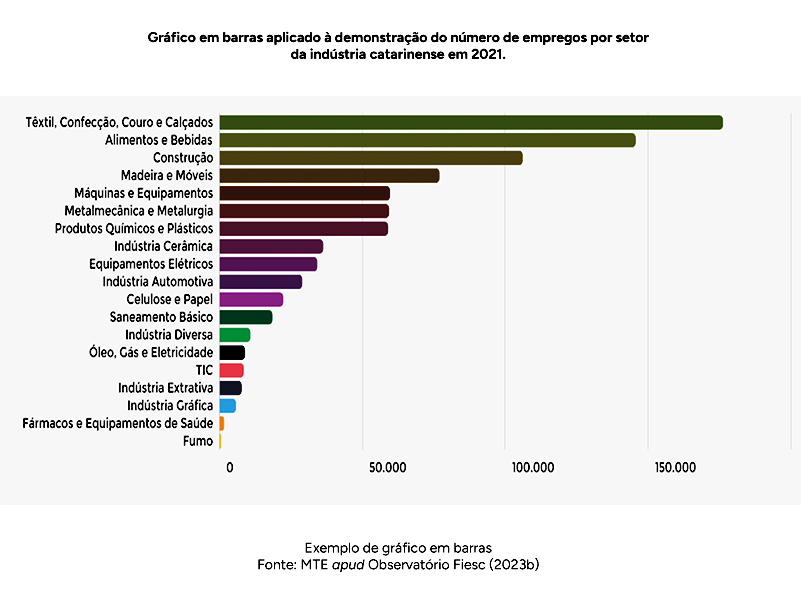 Gráfico em barras aplicado à demonstração do número de empregos por setor
da indústria catarinense em 2021.
Têxtil, Confecção, Couro e Calçados
Alimentos e Bebidas
Construção
Madeira e Móveis
Máquinas e Equipamentos
Metalmecânica e Metalurgia
Produtos Químicos e Plásticos
Indústria Cerâmica
Equipamentos Elétricos
Indústria Automotiva
Celulose e Papel
Saneamento Básico
Indústria Diversa
Óleo, Gás e Eletricidade
TIC
Indústria Extrativa
Indústria Gráfica
Fármacos e Equipamentos de Saúde
Fumo
0 50.000 100.000 150.000
Exemplo de gráfico em barras
Fonte: MTE apud Observatório Fiesc (2023b)